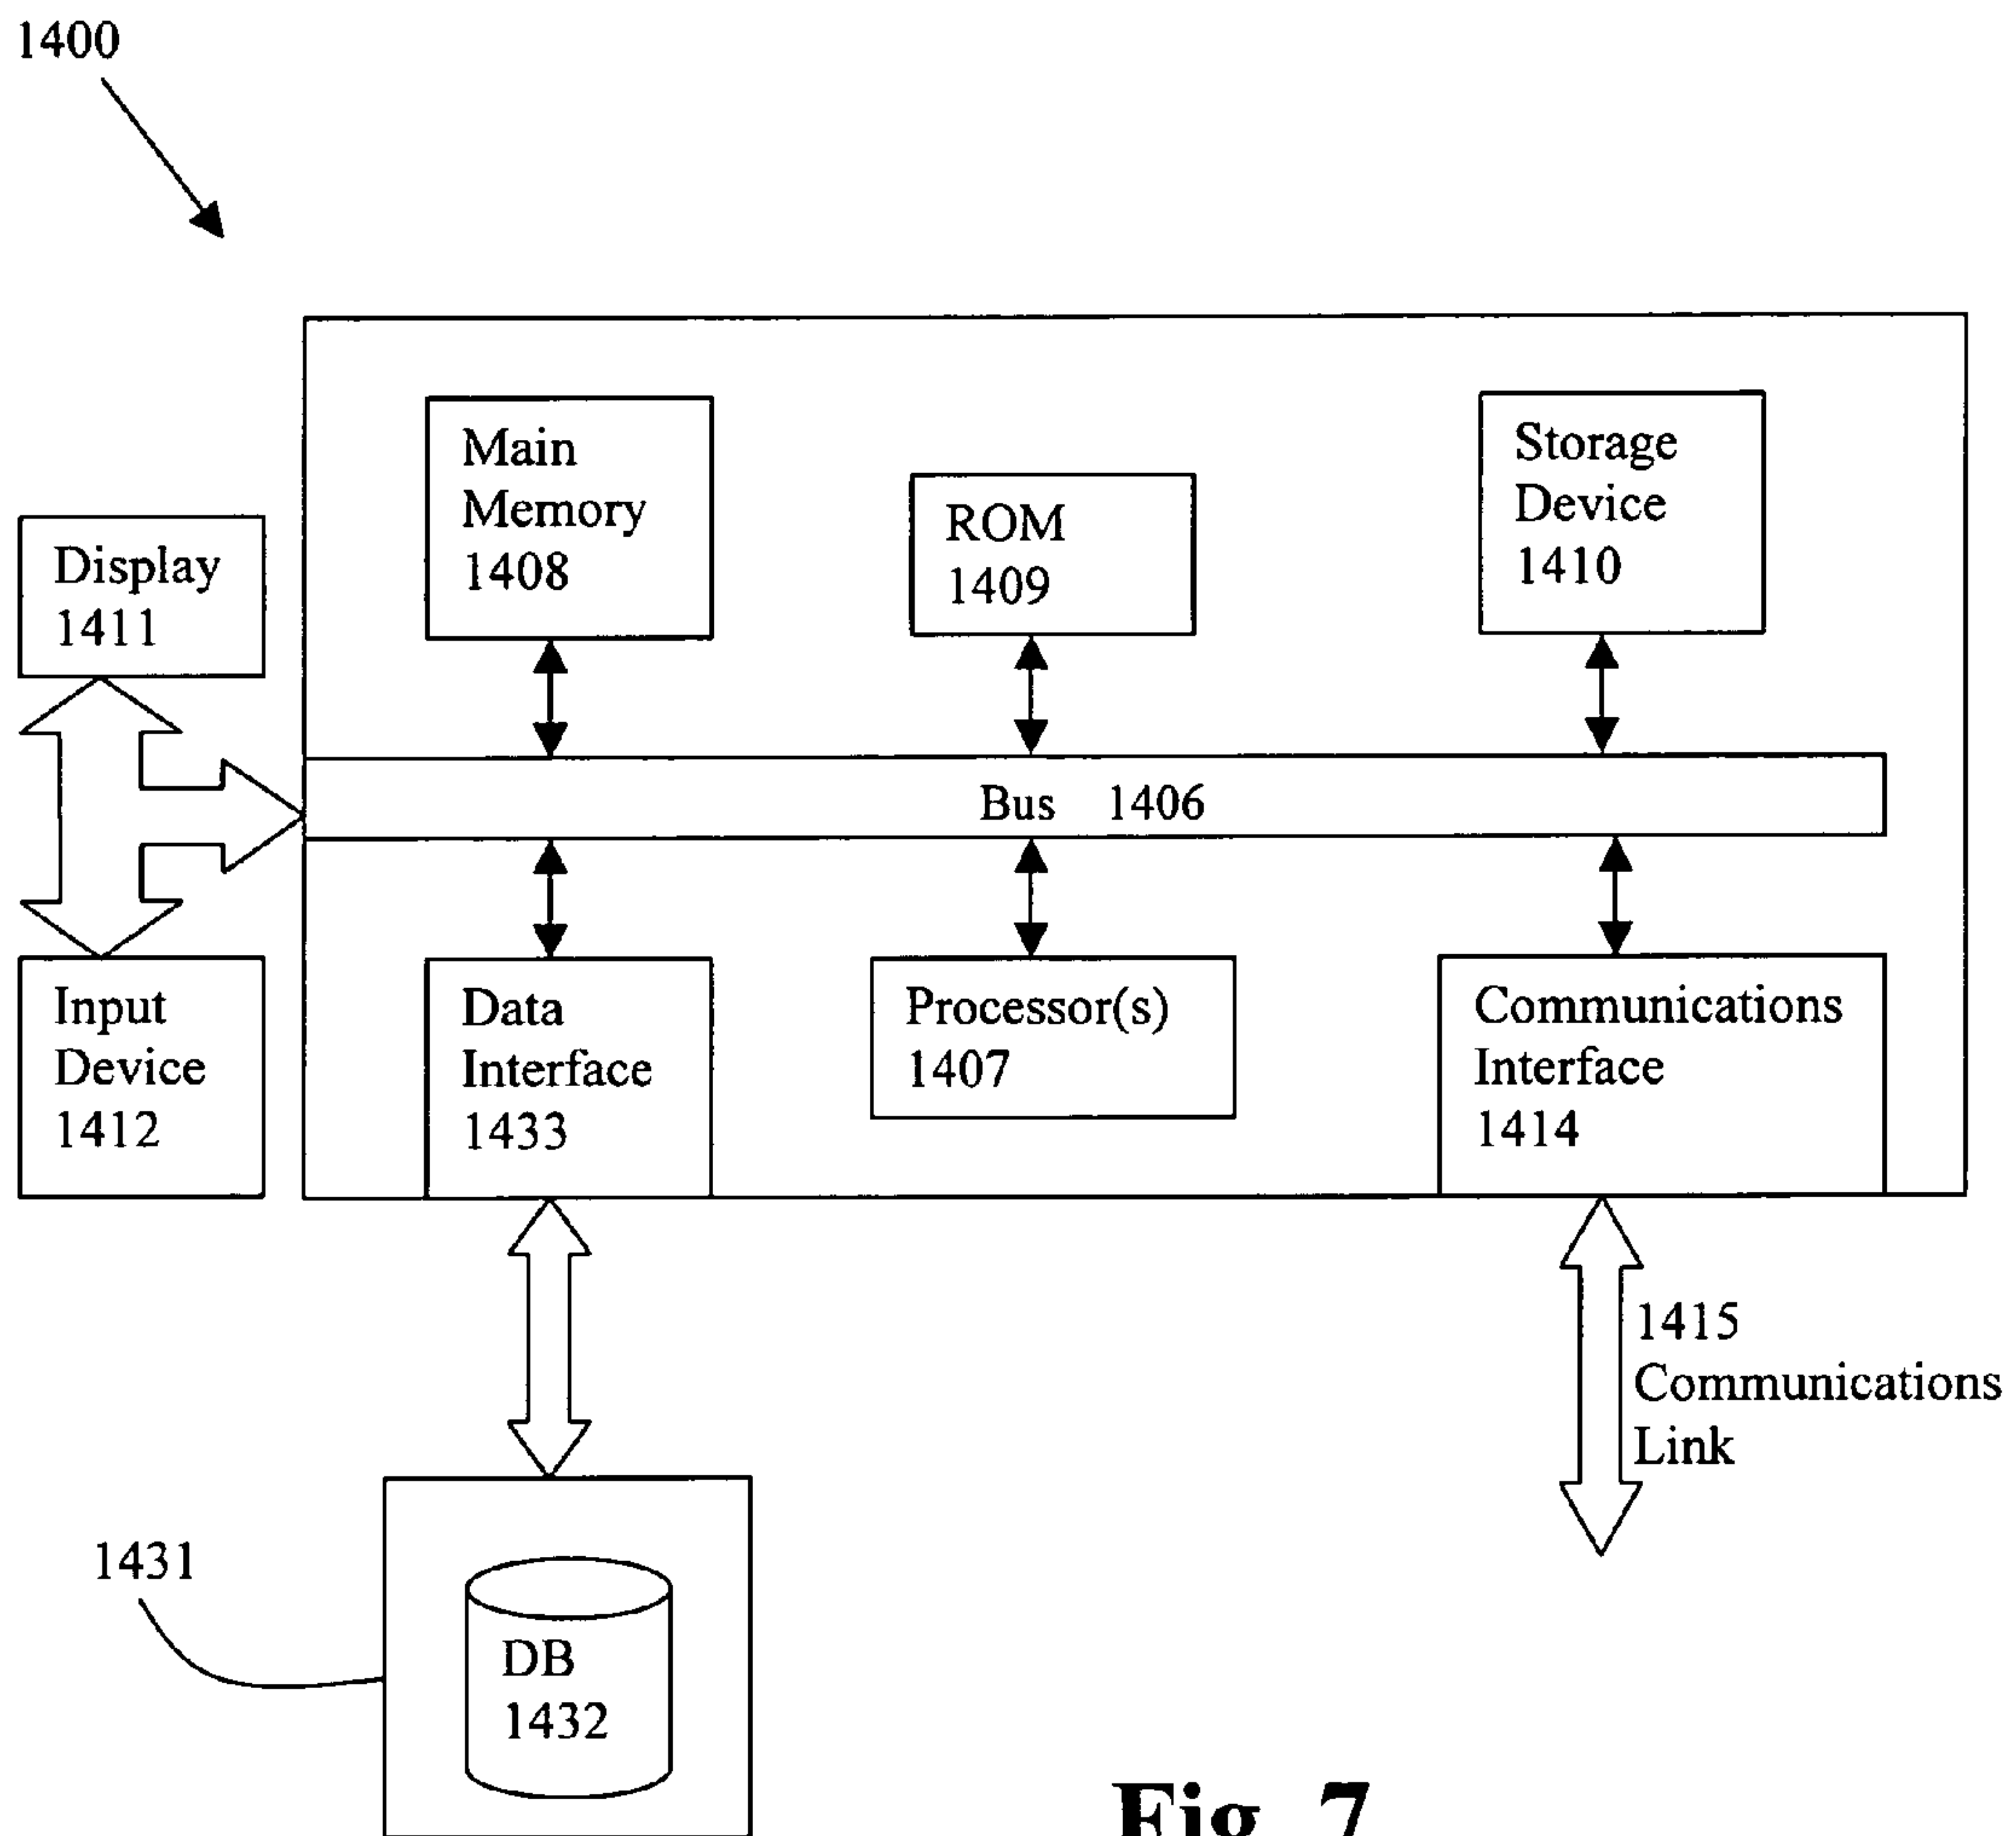 1400
Main
Memory
1408
ROM
1409
Storage
Device
1410
Display
1411
Bus 1406
Input
Device
1412
Data
Interface
1433
Processor(s)
1407
Communications
Interface
1414
1415
Communications
Link
1431
DB
1432
Fig. 7